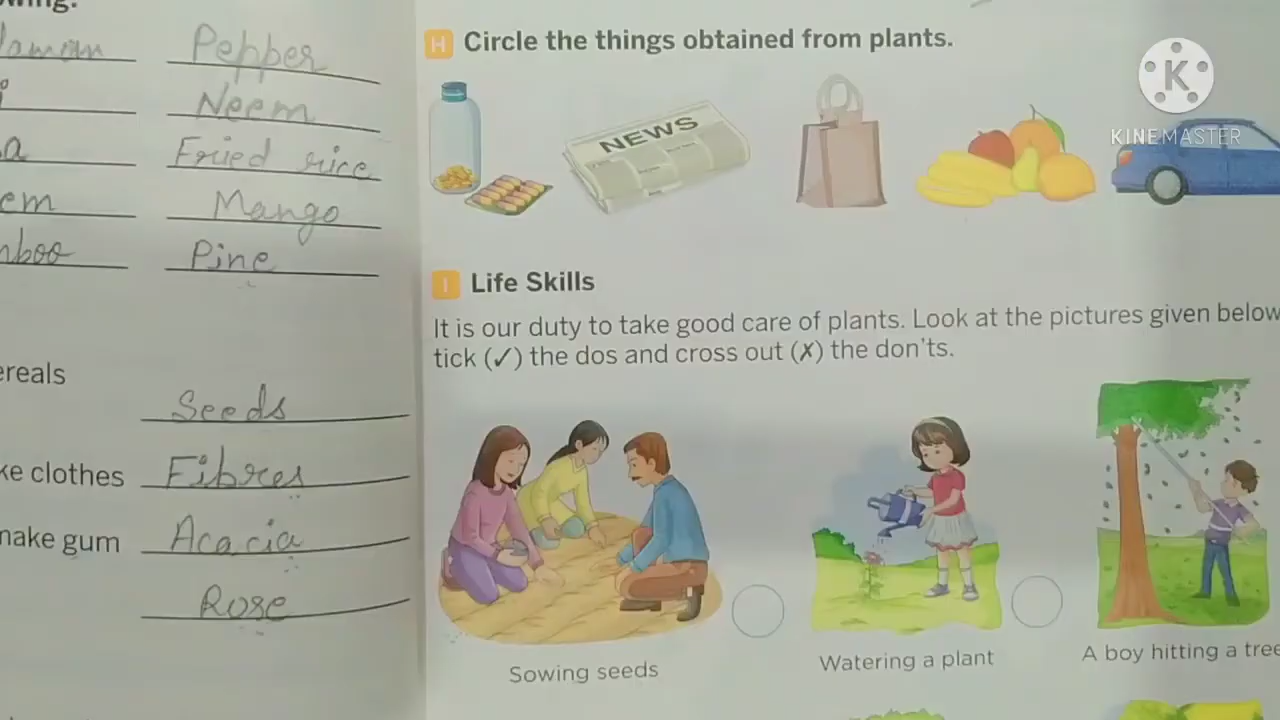 Pepper
Neem
Fried rice
Mango
Pine
ereals
Seeds
ke clothes Fibres
make gum Acacia
Rose
H Circle the things obtained from plants.
NEWS
K
KINEMASTER
I Life Skills
It is our duty to take good care of plants. Look at the pictures given below
tick (✓) the dos and cross out (✗) the don'ts.
Sowing seeds
Watering a plant
A boy hitting a tree